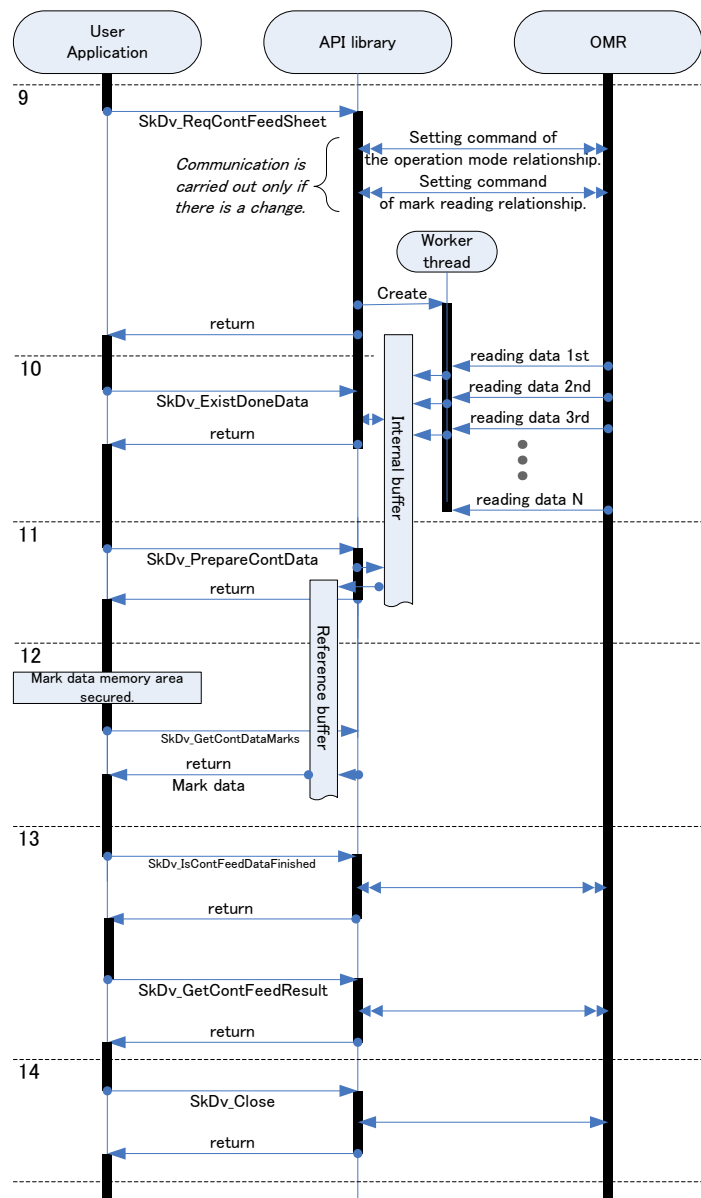 User
Application
API library
OMR
9
SkDv_ReqContFeedSheet
Communication is
carried out only if
there is a change.
Setting command of
the operation mode relationship.
Setting command
of mark reading relationship.
Worker
thread
Create
return
10
SkDv_ExistDoneData
return
Internal buffer
reading data 1st
reading data 2nd
reading data 3rd
reading data N
11
SkDv_PrepareContData
return
Reference buffer
12
Mark data memory area
secured.
SkDv_GetContDataMarks
return
Mark data
13
SkDv_IsContFeedDataFinished
return
SkDv_GetContFeedResult
return
14
SkDv_Close
return